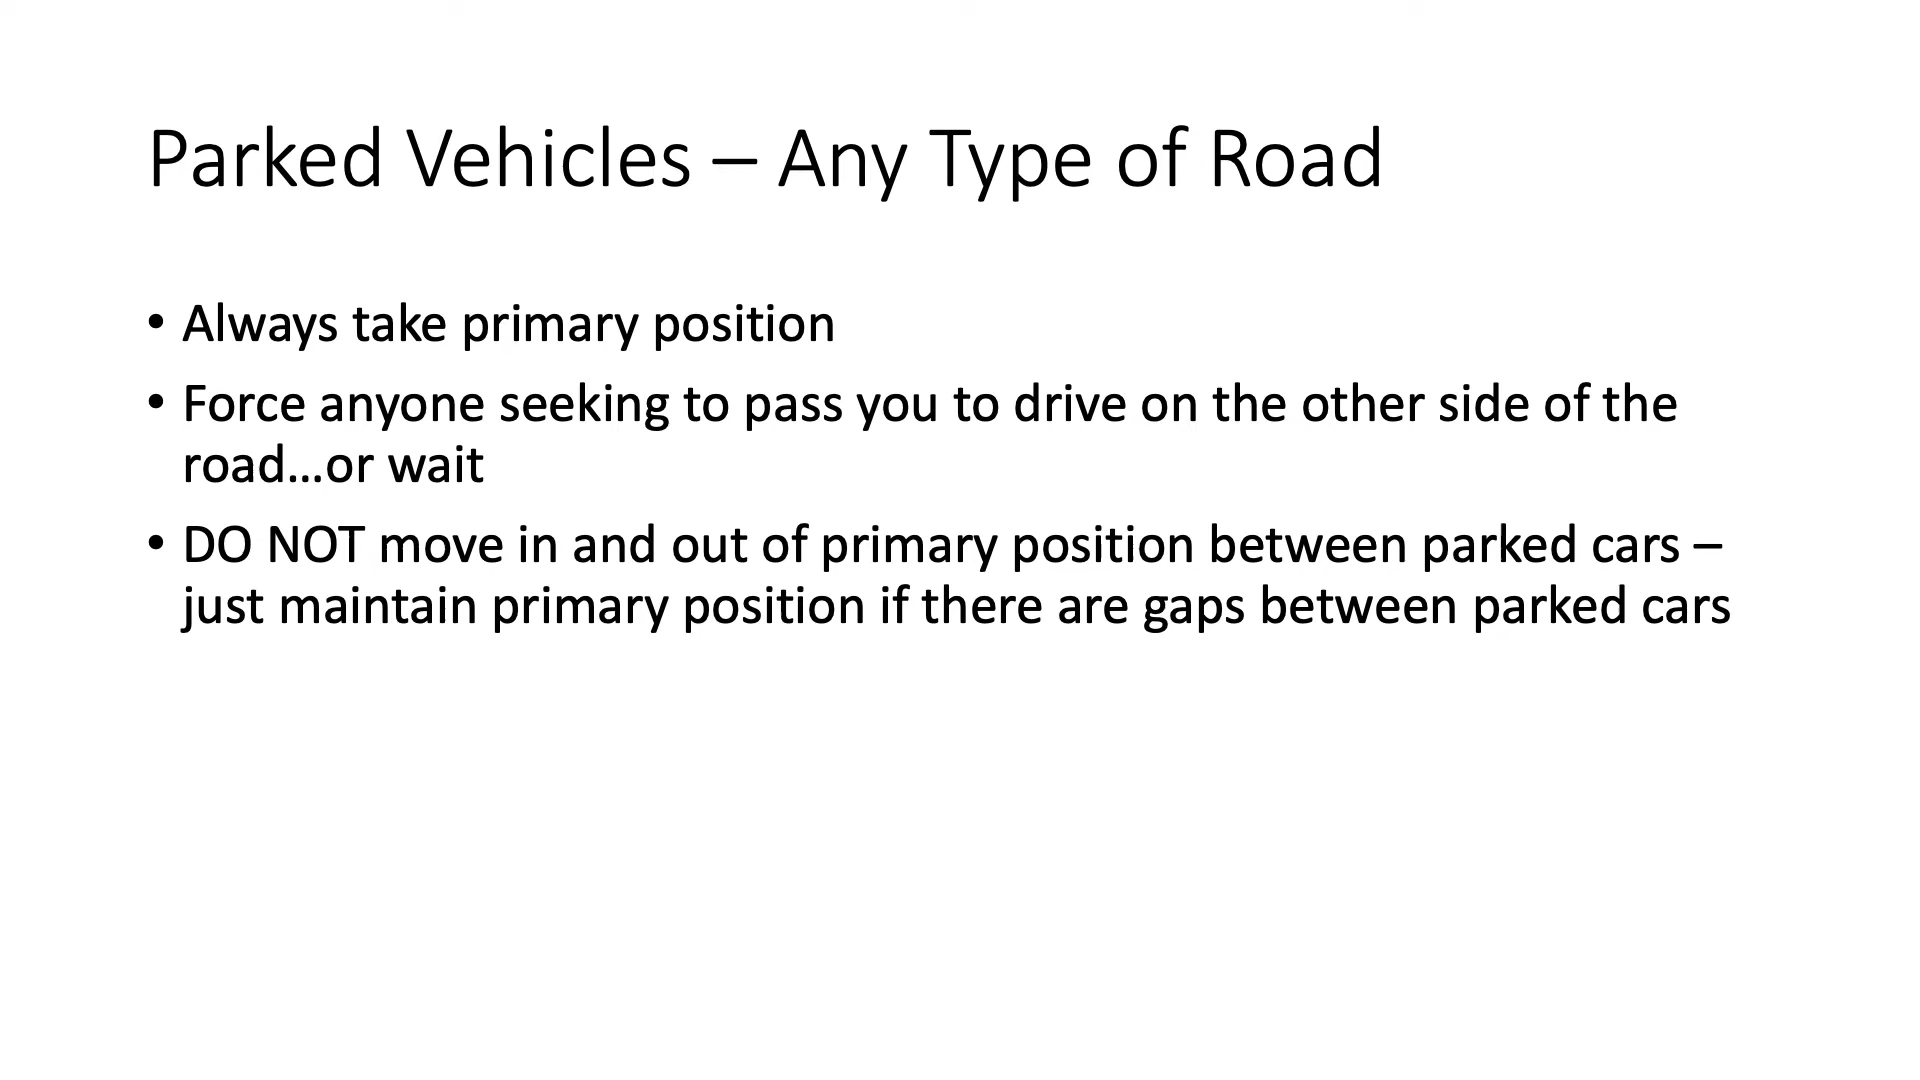 Parked Vehicles – Any Type of Road
• Always take primary position
• Force anyone seeking to pass you to drive on the other side of the
road…or wait
• DO NOT move in and out of primary position between parked cars –
just maintain primary position if there are gaps between parked cars